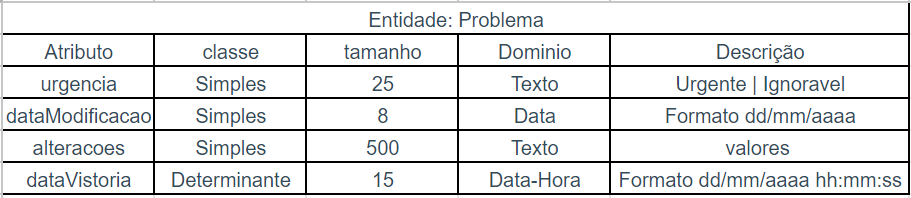 Entidade: Problema
Atributo classe tamanho Dominio Descrição
urgencia Simples 25 Texto Urgente | Ignoravel
dataModificacao Simples 8 Data Formato dd/mm/aaaa
alteracoes Simples 500 Texto valores
dataVistoria Determinante 15 Data-Hora Formato dd/mm/aaaa hh:mm:ss